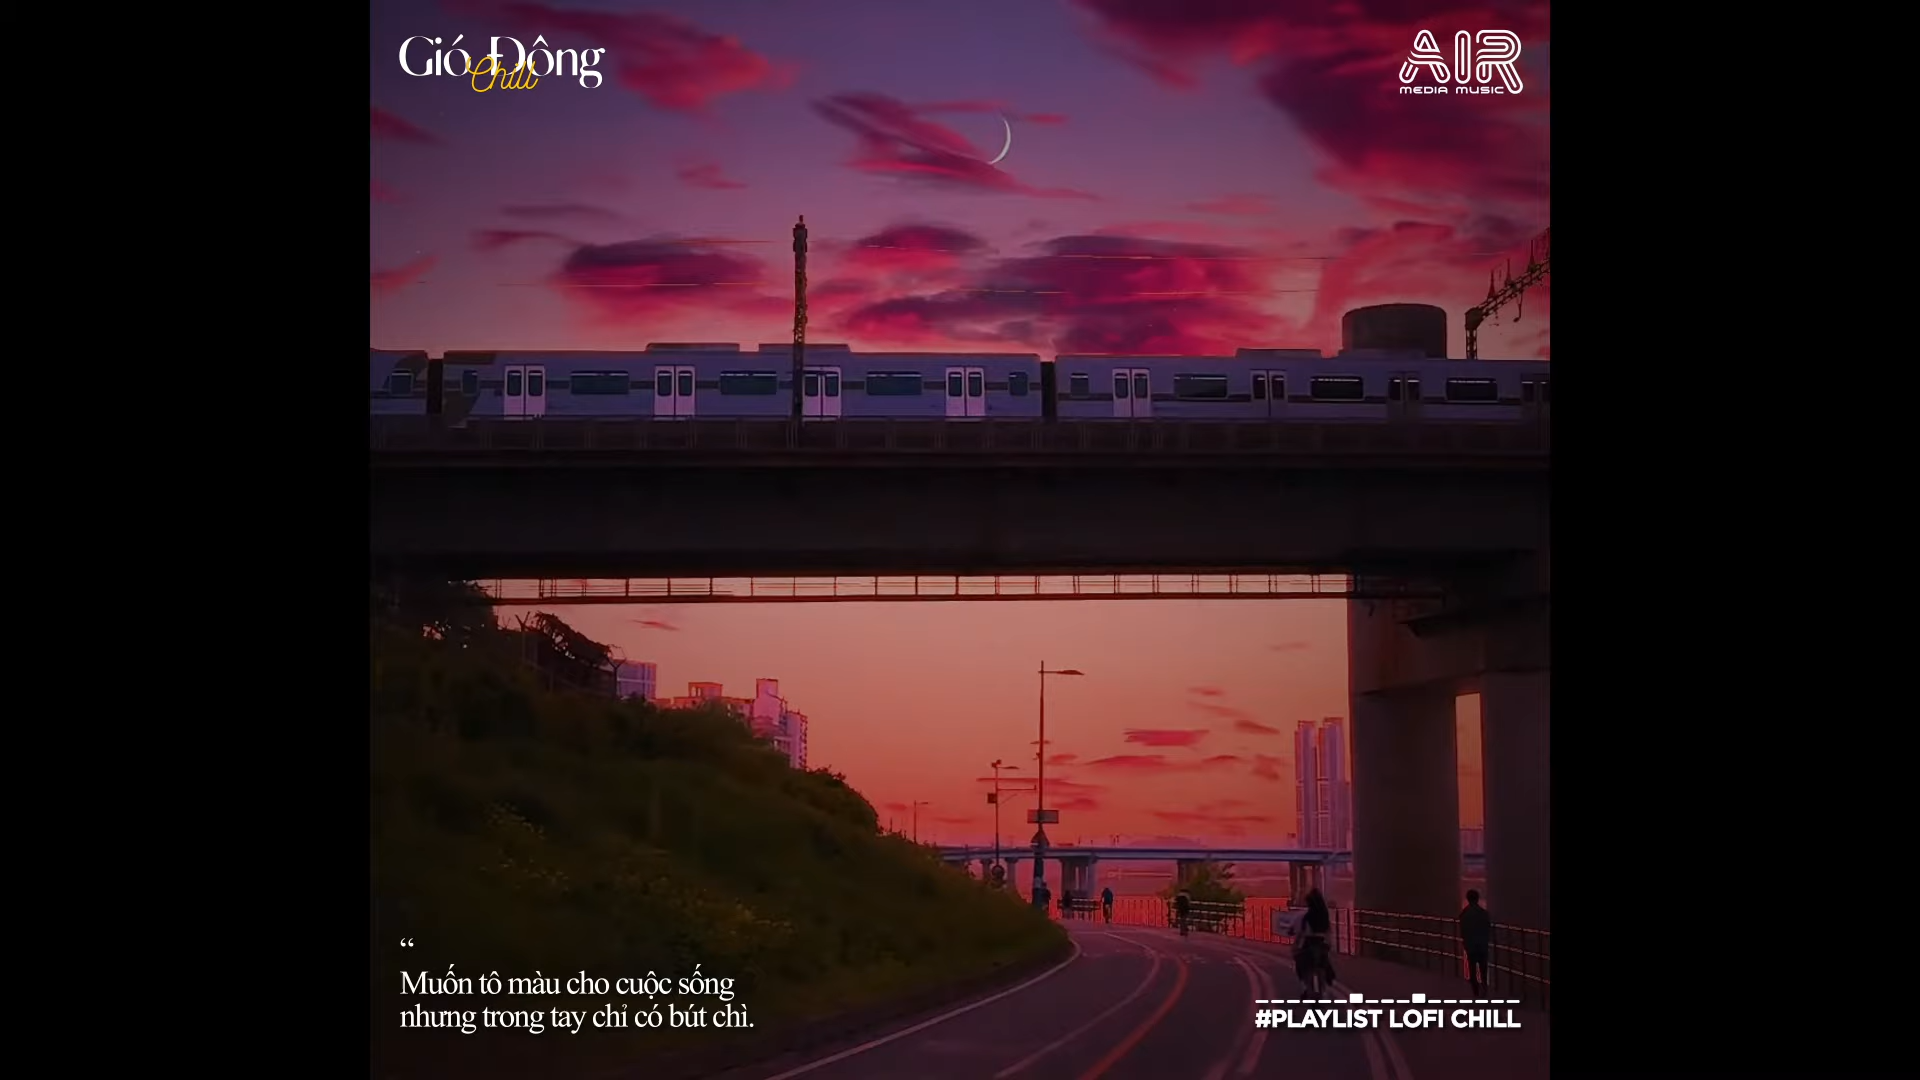 Gió Đông
Chill
AIR
MEDIA MUSIC
“
Muốn tô màu cho cuộc sống
nhưng trong tay chỉ có bút chì.
#PLAYLIST LOFI CHILL